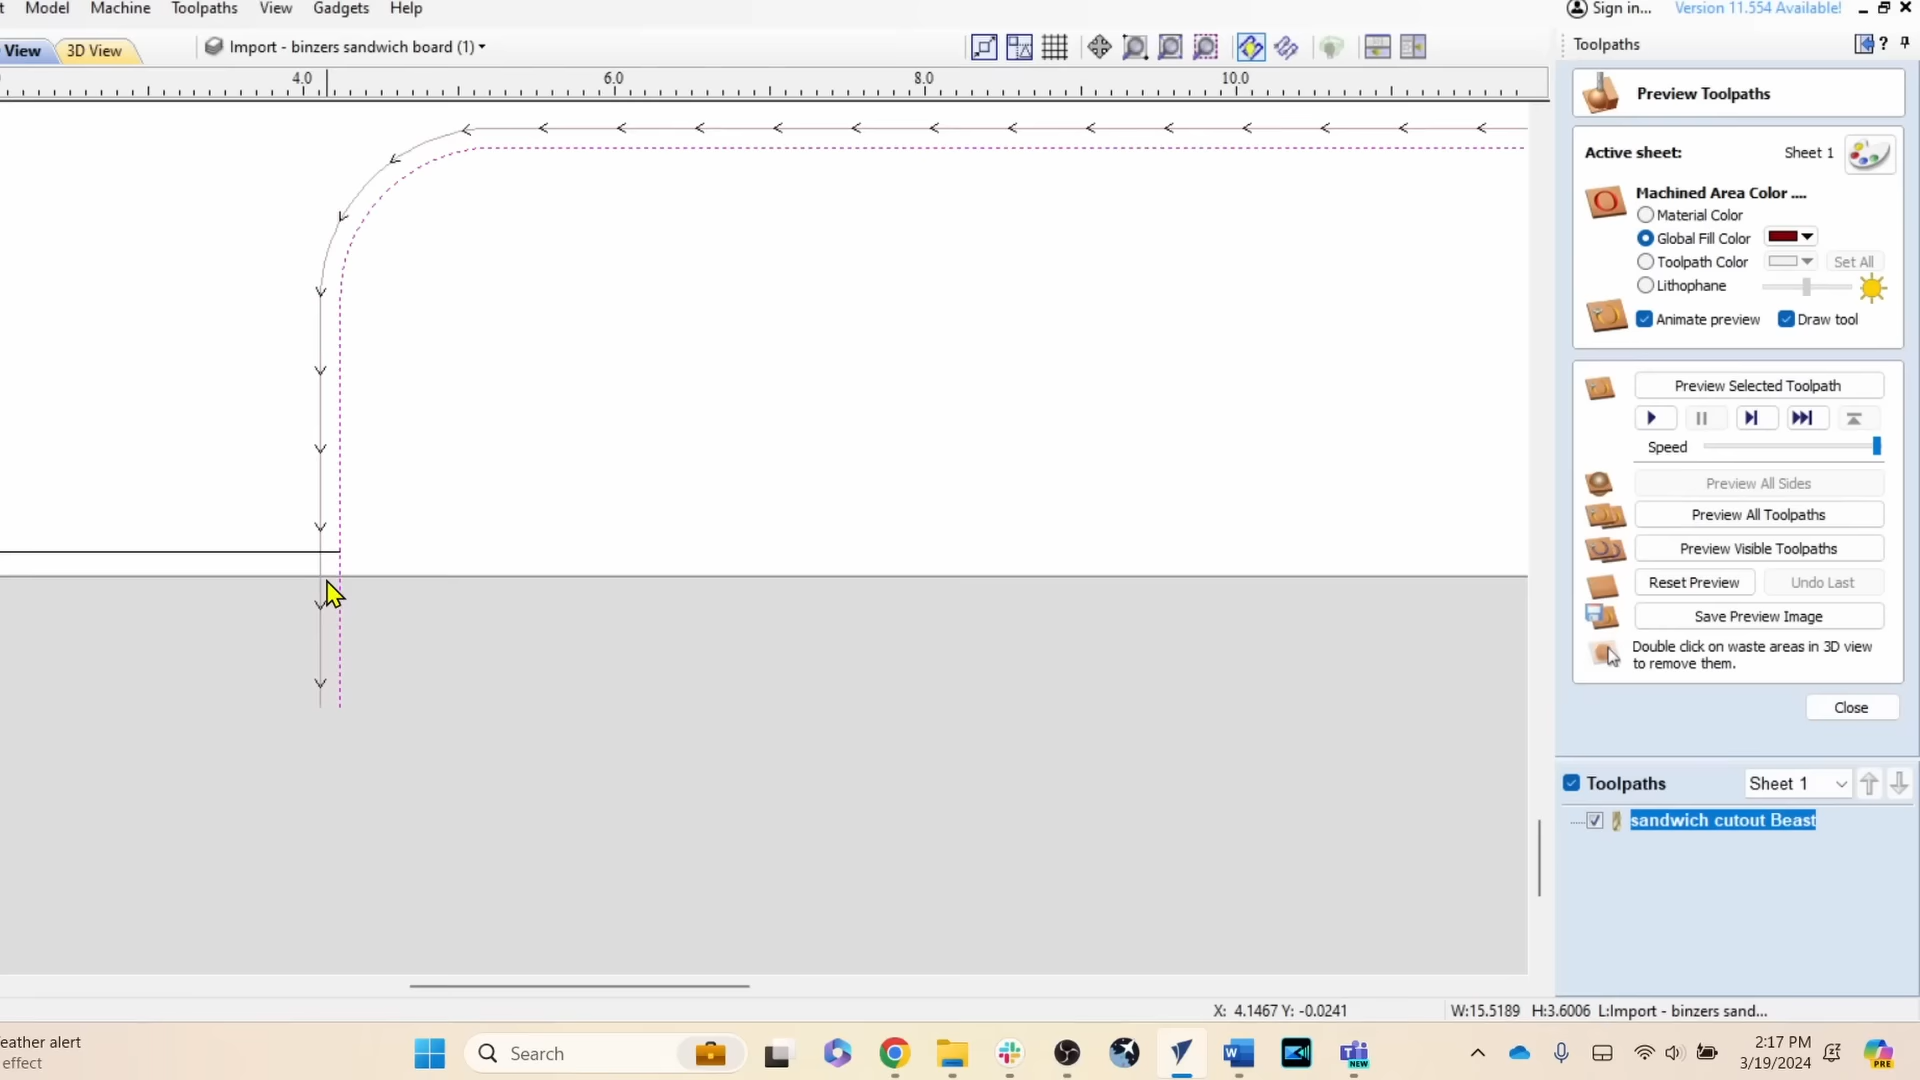 Model Machine Toolpaths View Gadgets Help
Sign in... Version 11.554 Available!
View 3D View Import - binzers sandwich board (1)
Toolpaths ?
4.0 6.0 8.0 10.0
Preview Toolpaths
Active sheet: Sheet 1
Machined Area Color ....
Material Color
Global Fill Color
Toolpath Color Set All
Lithophane
Animate preview Draw tool
Preview Selected Toolpath
Speed
Preview All Sides
Preview All Toolpaths
Preview Visible Toolpaths
Reset Preview Undo Last
Save Preview Image
Double click on waste areas in 3D view
to remove them.
Close
Toolpaths Sheet 1
sandwich cutout Beast
X: 4.1467 Y: -0.0241 W:15.5189 H:3.6006 L:Import - binzers sand...
eather alert
effect
Search
NEW
2:17 PM
3/19/2024
PRE